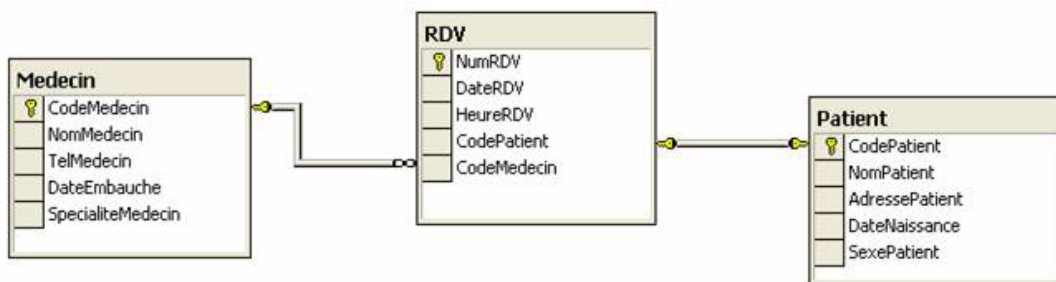 Medecin
CodeMedecin
NomMedecin
TelMedecin
DateEmbauche
SpecialiteMedecin
RDV
NumRDV
DateRDV
HeureRDV
CodePatient
CodeMedecin
Patient
CodePatient
NomPatient
AdressePatient
DateNaissance
SexePatient